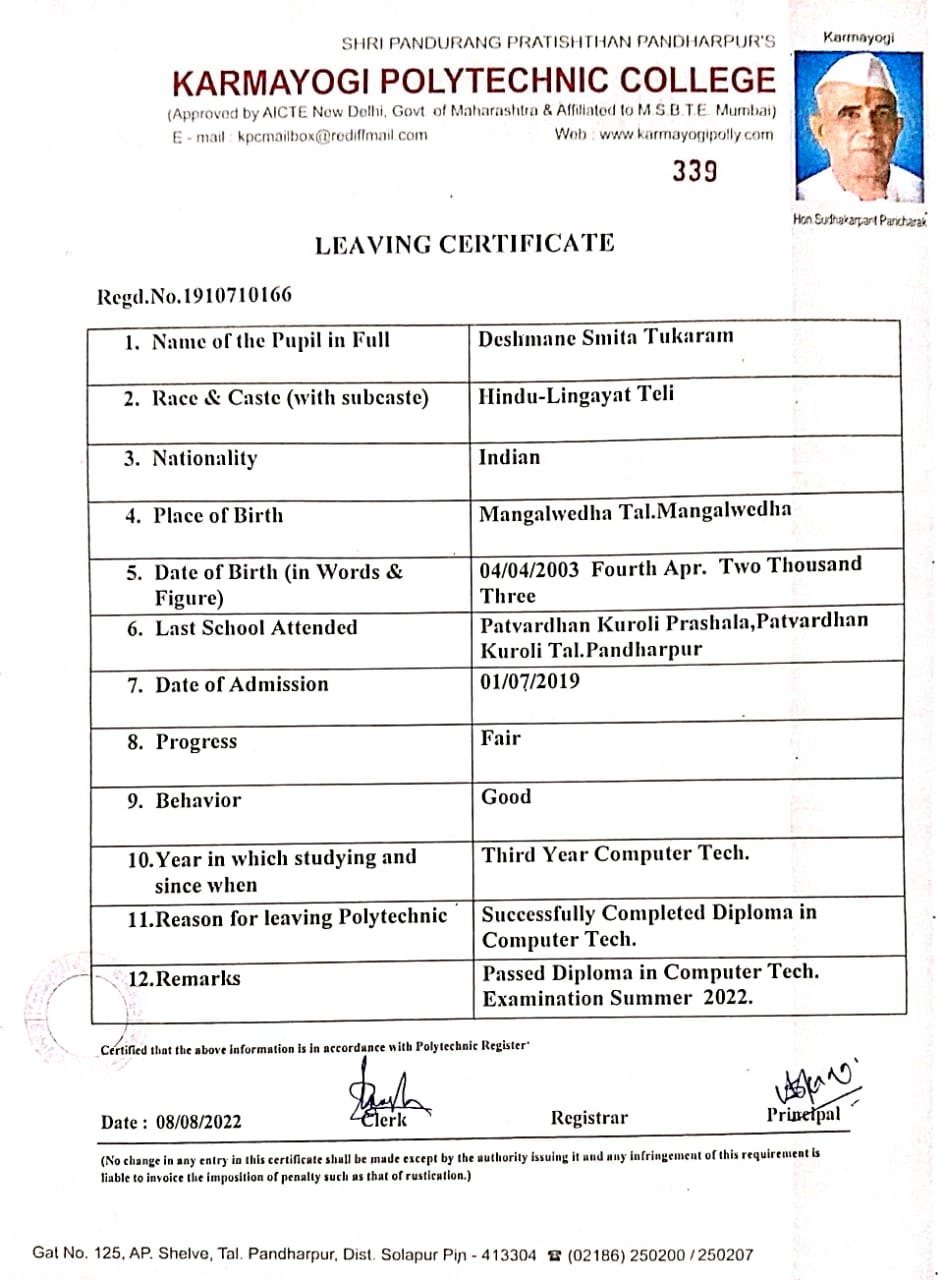 SHRI PANDURANG PRATISHTHAN PANDHARPUR'S
Karmayogi
KARMAYOGI POLYTECHNIC COLLEGE
(Approved by AICTE New Delhi, Govt. of Maharashtra & Affiliated to M.S.B.T.E. Mumbai)
E - mail : kpcmailbox@rediffmail.com Web : www.karmayogipolly.com
339
Hon.Sudhakarpant Paricharak
LEAVING CERTIFICATE
Regd.No.1910710166
1. Name of the Pupil in Full Deshmane Smita Tukaram
2. Race & Caste (with subcaste) Hindu-Lingayat Teli
3. Nationality Indian
4. Place of Birth Mangalwedha Tal.Mangalwedha
5. Date of Birth (in Words & 04/04/2003 Fourth Apr. Two Thousand
Figure) Three
6. Last School Attended Patvardhan Kuroli Prashala,Patvardhan
Kuroli Tal.Pandharpur
7. Date of Admission 01/07/2019
8. Progress Fair
9. Behavior Good
10.Year in which studying and Third Year Computer Tech.
since when
11.Reason for leaving Polytechnic Successfully Completed Diploma in
Computer Tech.
12.Remarks Passed Diploma in Computer Tech.
Examination Summer 2022.
Certified that the above information is in accordance with Polytechnic Register
Date : 08/08/2022 Clerk Registrar Principal
(No change in any entry in this certificate shall be made except by the authority issuing it and any infringement of this requirement is
liable to invoice the imposition of penalty such as that of rustication.)
Gat No. 125, AP. Shelve, Tal. Pandharpur, Dist. Solapur Pin - 413304 ☎ (02186) 250200 / 250207